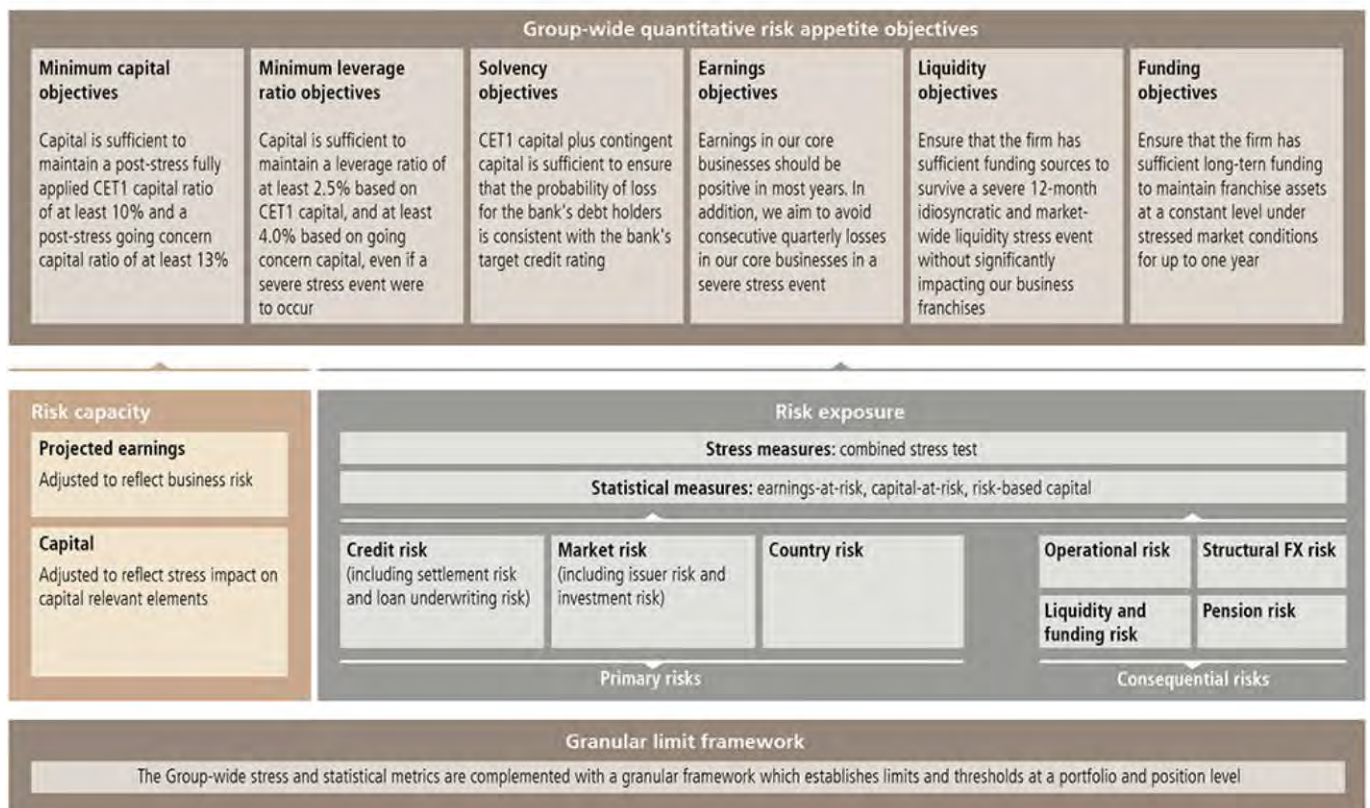 Group-wide quantitative risk appetite objectives
Minimum capital
objectives
Capital is sufficient to
maintain a post-stress fully
applied CET1 capital ratio
of at least 10% and a
post-stress going concern
capital ratio of at least 13%
Minimum leverage
ratio objectives
Capital is sufficient to
maintain a leverage ratio of
at least 2.5% based on
CET1 capital, and at least
4.0% based on going
concern capital, even if a
severe stress event were
to occur
Solvency
objectives
CET1 capital plus contingent
capital is sufficient to ensure
that the probability of loss
for the bank's debt holders
is consistent with the bank's
target credit rating
Earnings
objectives
Earnings in our core
businesses should be
positive in most years. In
addition, we aim to avoid
consecutive quarterly losses
in our core businesses in a
severe stress event
Liquidity
objectives
Ensure that the firm has
sufficient funding sources to
survive a severe 12-month
idiosyncratic and market-
wide liquidity stress event
without significantly
impacting our business
franchises
Funding
objectives
Ensure that the firm has
sufficient long-tern funding
to maintain franchise assets
at a constant level under
stressed market conditions
for up to one year
Risk capacity
Projected earnings
Adjusted to reflect business risk
Capital
Adjusted to reflect stress impact on
capital relevant elements
Risk exposure
Stress measures: combined stress test
Statistical measures: earnings-at-risk, capital-at-risk, risk-based capital
Credit risk
(including settlement risk
and loan underwriting risk)
Market risk
(including issuer risk and
investment risk)
Country risk
Primary risks
Operational risk
Structural FX risk
Liquidity and
funding risk
Pension risk
Consequential risks
Granular limit framework
The Group-wide stress and statistical metrics are complemented with a granular framework which establishes limits and thresholds at a portfolio and position level